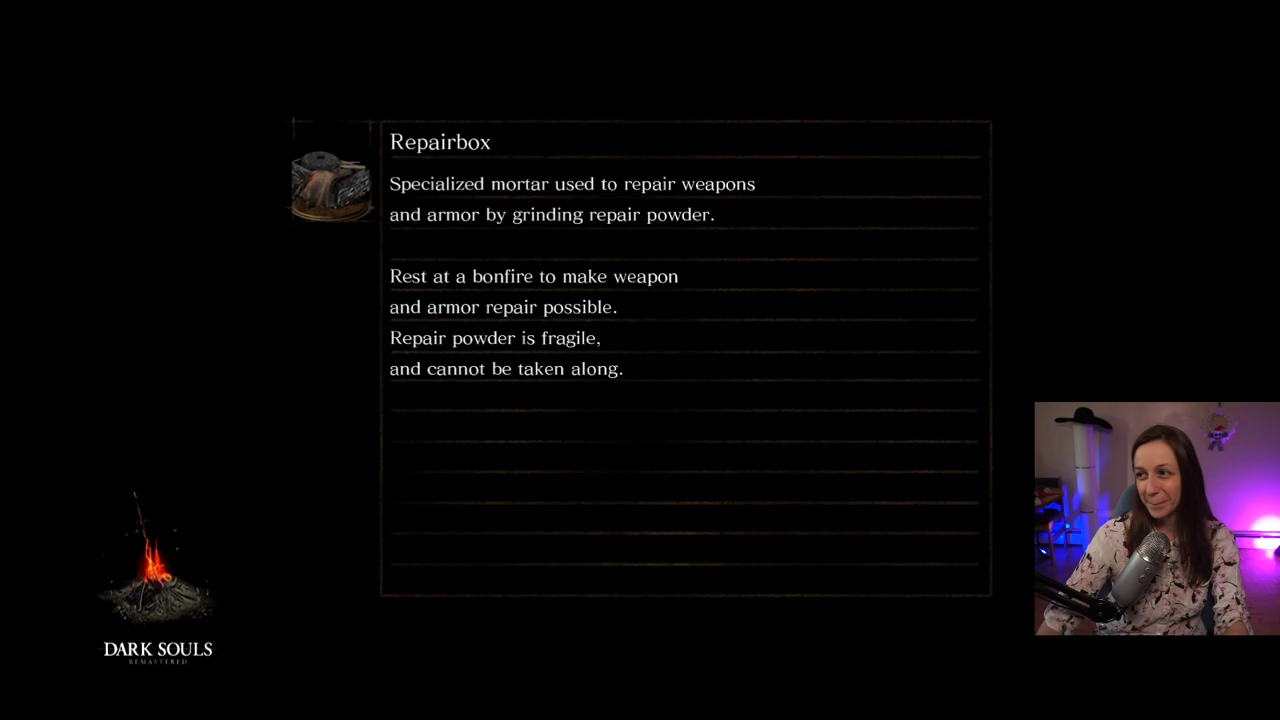 Repairbox
Specialized mortar used to repair weapons
and armor by grinding repair powder.
Rest at a bonfire to make weapon
and armor repair possible.
Repair powder is fragile,
and cannot be taken along.
DARK SOULS
REMASTERED